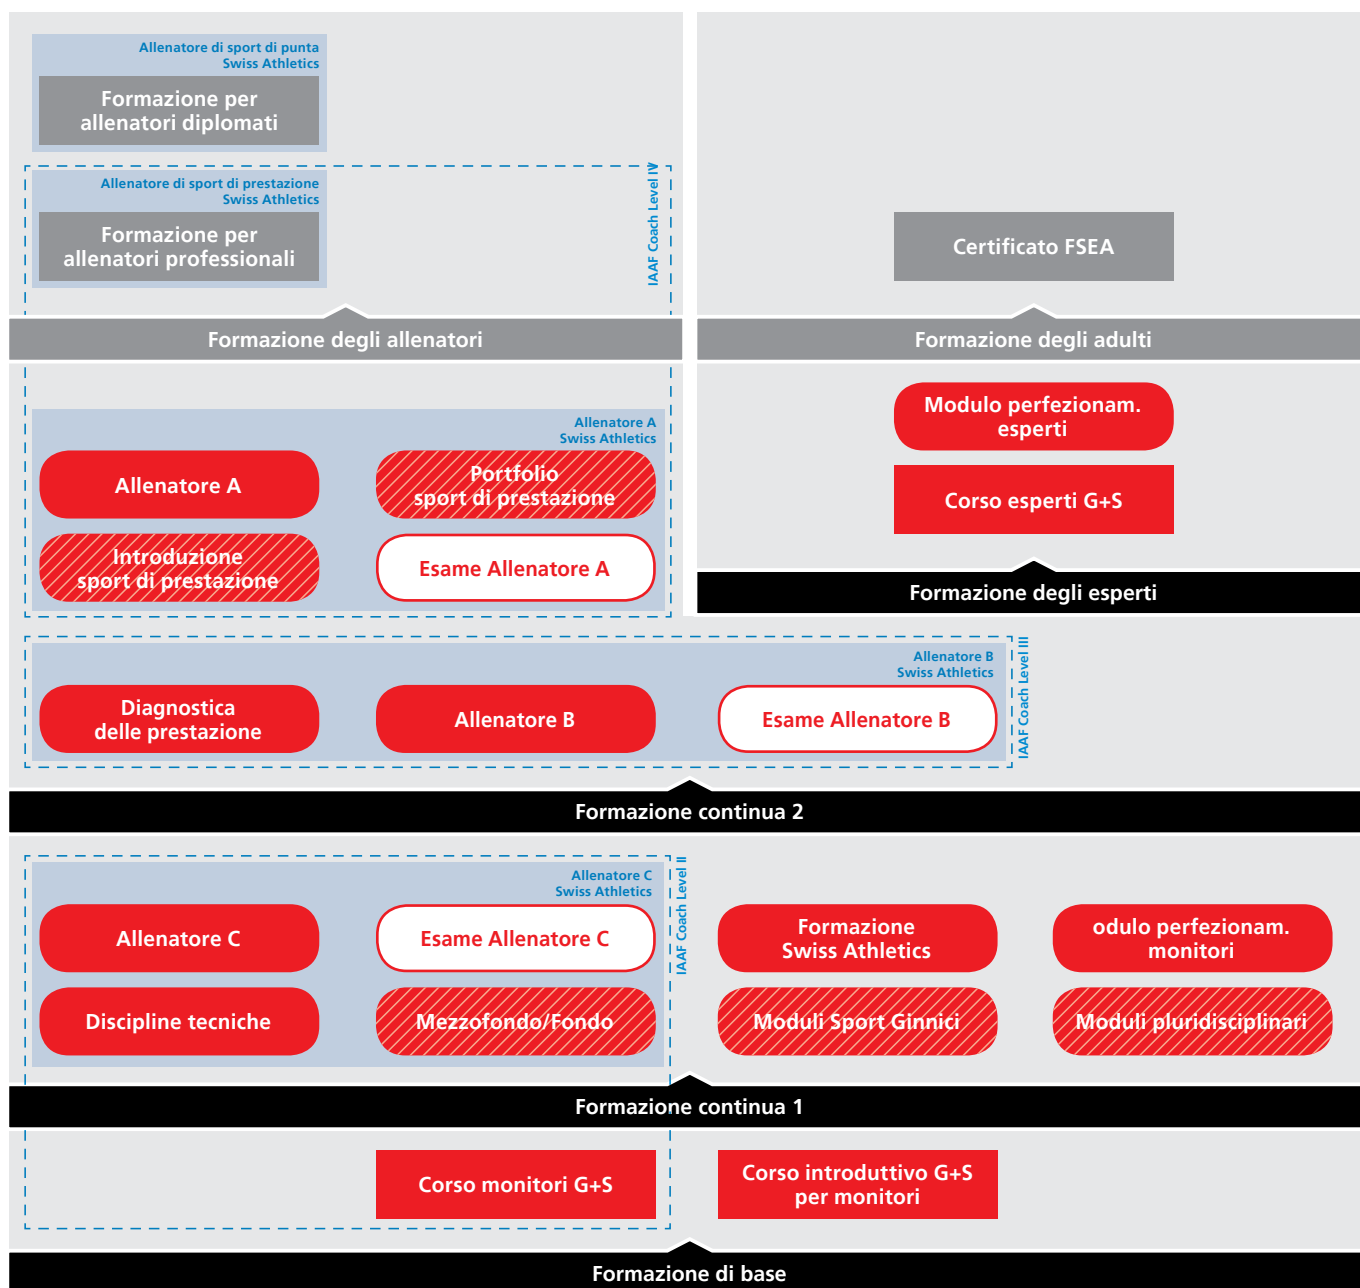 Allenatore di sport di punta
Swiss Athletics
Formazione per
allenatori diplomati
Allenatore di sport di prestazione
Swiss Athletics
Formazione per
allenatori professionali
IAAF Coach Level IV
Certificato FSEA
Formazione degli allenatori
Formazione degli adulti
Modulo perfezionam.
esperti
Corso esperti G+S
Formazione degli esperti
Allenatore A
Swiss Athletics
Allenatore A
Portfolio
sport di prestazione
Introduzione
sport di prestazione
Esame Allenatore A
Allenatore B
Swiss Athletics
Diagnostica
delle prestazione
Allenatore B
Esame Allenatore B
IAAF Coach Level III
Formazione continua 2
Allenatore C
Swiss Athletics
Allenatore C
Esame Allenatore C
IAAF Coach Level II
Formazione
Swiss Athletics
odulo perfezionam.
monitori
Discipline tecniche
Mezzofondo/Fondo
Moduli Sport Ginnici
Moduli pluridisciplinari
Formazione continua 1
Corso monitori G+S
Corso introduttivo G+S
per monitori
Formazione di base